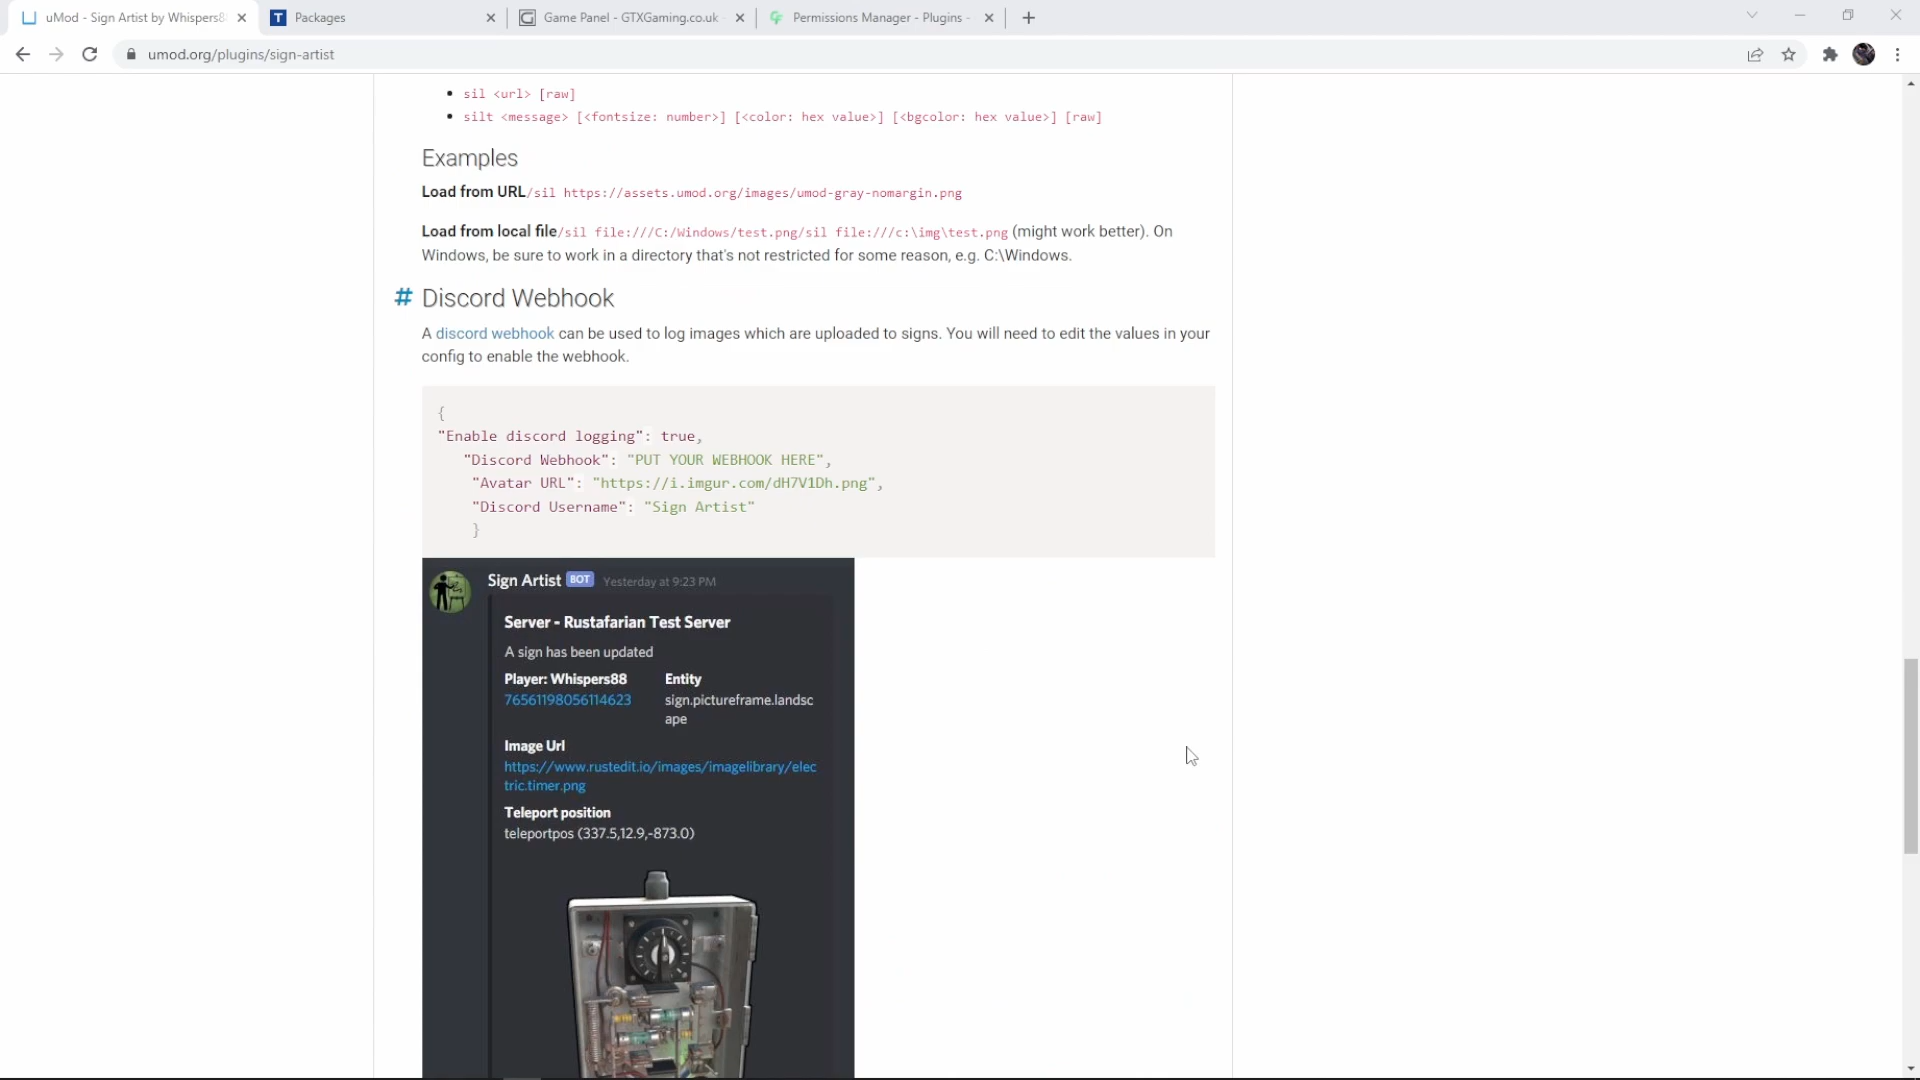 uMod - Sign Artist by Whispers8
Packages
Game Panel - GTXGaming.co.uk
Permissions Manager - Plugins -
umod.org/plugins/sign-artist
sil <url> [raw]
silt <message> [<fontsize: number>] [<color: hex value>] [<bgcolor: hex value>] [raw]
Examples
Load from URL/sil https://assets.umod.org/images/umod-gray-nomargin.png
Load from local file/sil file:///C:/Windows/test.png/sil file:///c:\img\test.png (might work better). On
Windows, be sure to work in a directory that's not restricted for some reason, e.g. C:\Windows.
# Discord Webhook
A discord webhook can be used to log images which are uploaded to signs. You will need to edit the values in your
config to enable the webhook.
{
"Enable discord logging": true,
"Discord Webhook": "PUT YOUR WEBHOOK HERE",
"Avatar URL": "https://i.imgur.com/dH7V1Dh.png",
"Discord Username": "Sign Artist"
}
Sign Artist BOT Yesterday at 9:23 PM
Server - Rustafarian Test Server
A sign has been updated
Player: Whispers88 Entity
76561198056114623 sign.pictureframe.landsc
ape
Image Url
https://www.rustedit.io/images/imagelibrary/elec
tric.timer.png
Teleport position
teleportpos (337.5,12.9,-873.0)